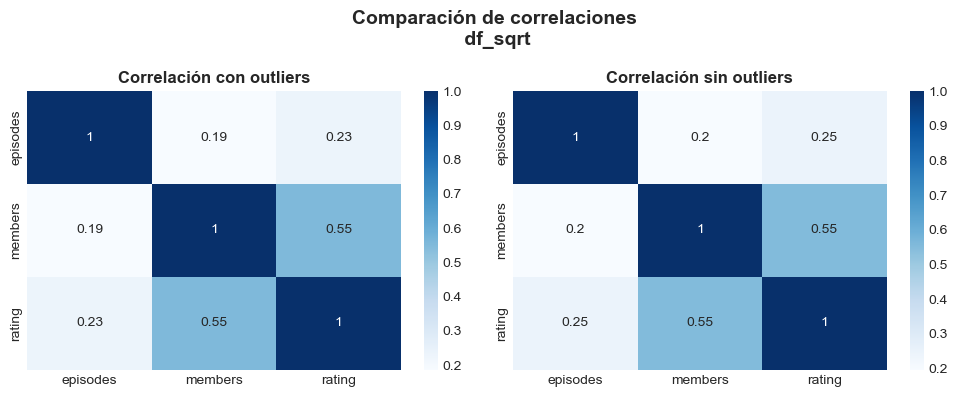 Comparación de correlaciones
df_sqrt
Correlación con outliers
episodes
members
rating
1 0.19 0.23
0.19 1 0.55
0.23 0.55 1
episodes members rating
1.0
0.9
0.8
0.7
0.6
0.5
0.4
0.3
0.2
Correlación sin outliers
episodes
members
rating
1 0.2 0.25
0.2 1 0.55
0.25 0.55 1
episodes members rating
1.0
0.9
0.8
0.7
0.6
0.5
0.4
0.3
0.2